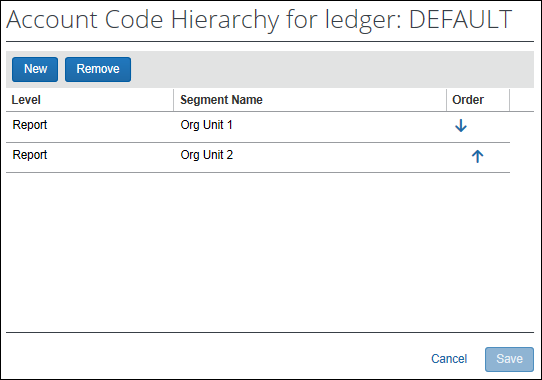 Account Code Hierarchy for ledger: DEFAULT
New Remove
Level Segment Name Order
Report Org Unit 1
Report Org Unit 2
Cancel Save